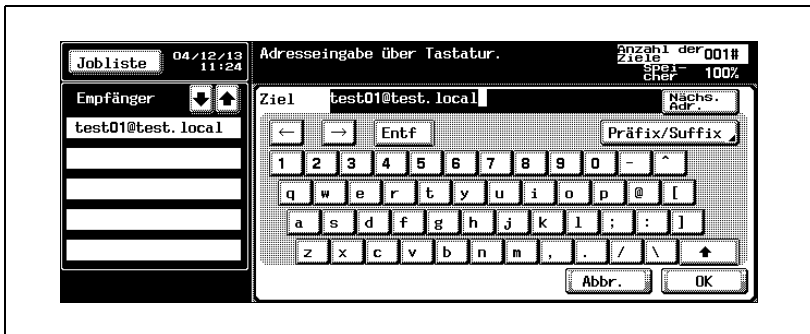 Jobliste
04/12/13
11:24
Adresseingabe über Tastatur.
Anzahl der Ziele 001#
Spei-cher 100%
Empfänger
test01@test.local
Ziel test01@test.local
Nächs. Adr.
← → Entf Präfix/Suffix
1 2 3 4 5 6 7 8 9 0 - ^
q w e r t y u i o p @ [
a s d f g h j k l ; : ]
z x c v b n m , . / \
Abbr. OK